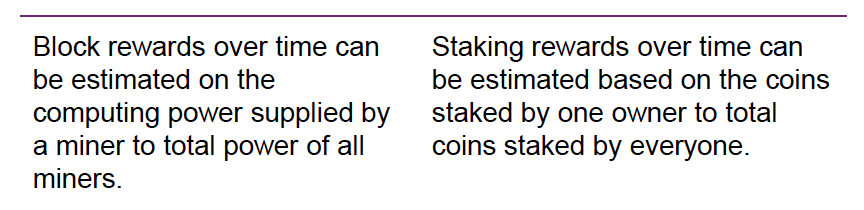 Block rewards over time can
be estimated on the
computing power supplied by
a miner to total power of all
miners.
Staking rewards over time can
be estimated based on the coins
staked by one owner to total
coins staked by everyone.